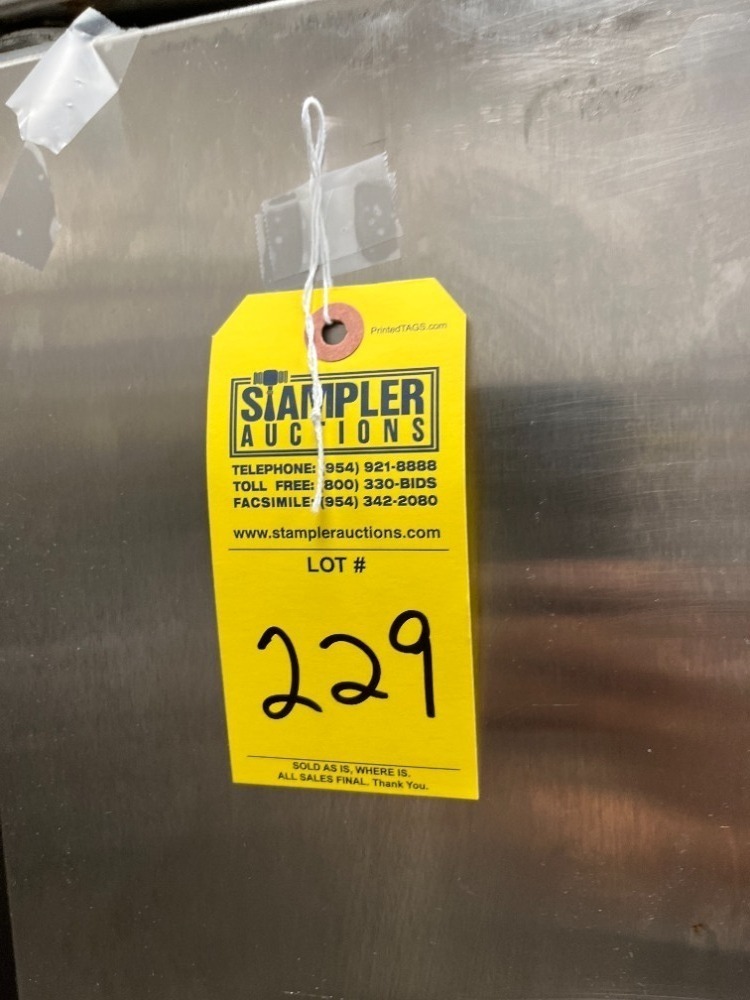 PrintedTAGS.com
STAMPLER
AUCTIONS
TELEPHONE: (954) 921-8888
TOLL FREE: (800) 330-BIDS
FACSIMILE: (954) 342-2080
www.stamplerauctions.com
LOT #
229
SOLD AS IS, WHERE IS.
ALL SALES FINAL. Thank You.